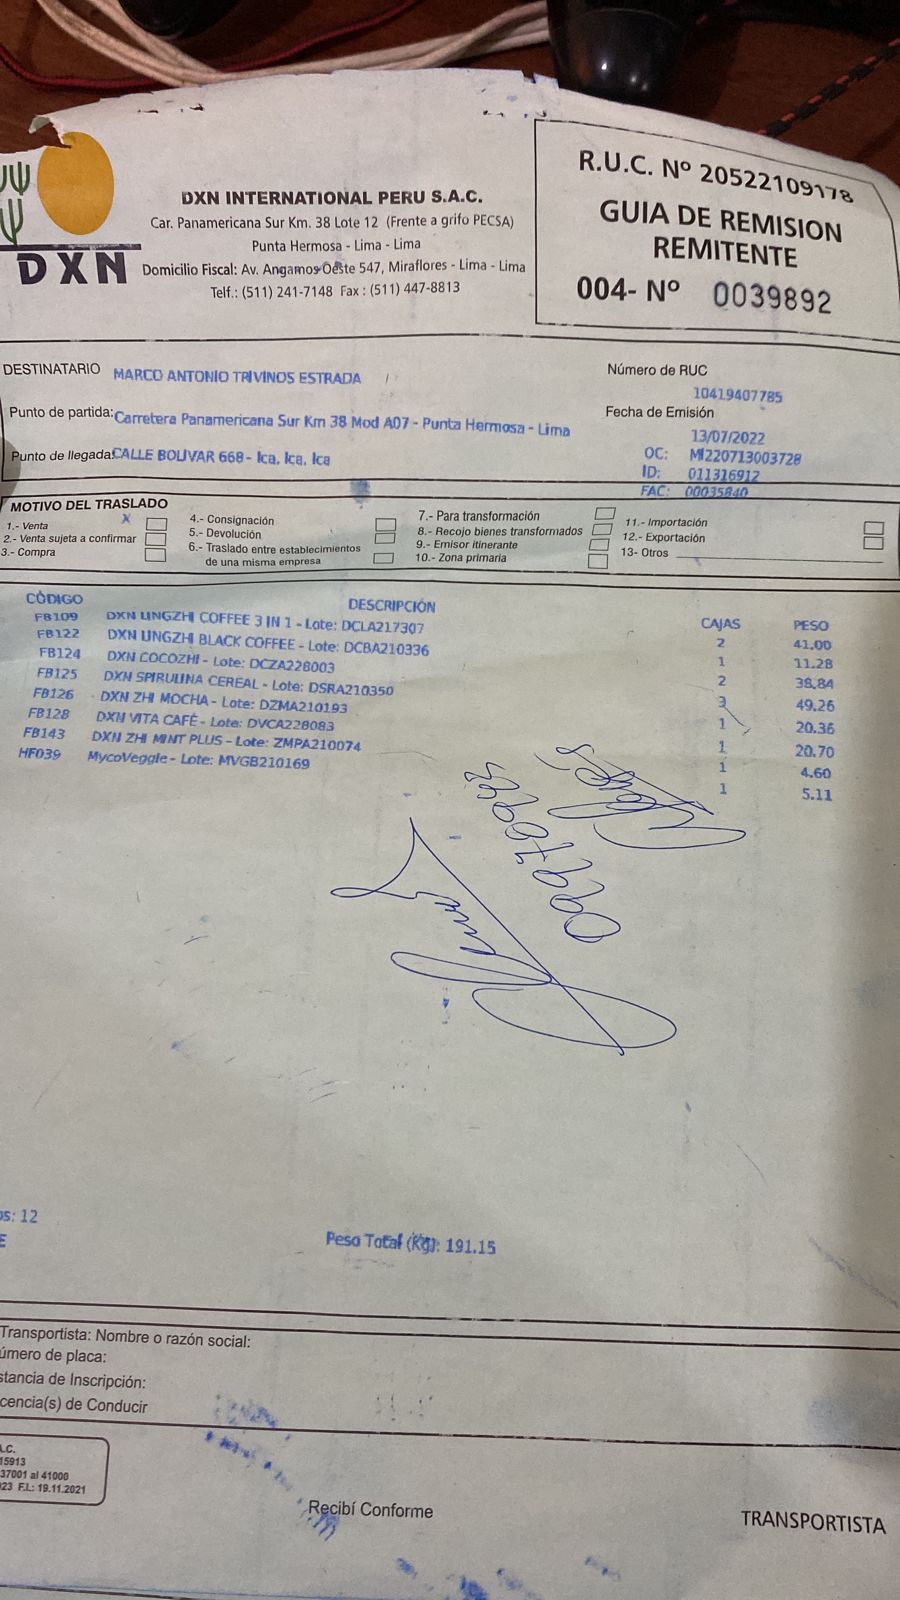 DXN
DXN INTERNATIONAL PERU S.A.C.
Car. Panamericana Sur Km. 38 Lote 12 (Frente a grifo PECSA)
Punta Hermosa - Lima - Lima
Domicilio Fiscal: Av. Angamos Oeste 547, Miraflores - Lima - Lima
Telf.: (511) 241-7148 Fax : (511) 447-8813
R.U.C. Nº 20522109178
GUIA DE REMISION
REMITENTE
004- Nº 0039892
DESTINATARIO MARCO ANTONIO TRIVINOS ESTRADA
Número de RUC
10419407785
Punto de partida: Carretera Panamericana Sur Km 38 Mod A07 - Punta Hermosa - Lima
Fecha de Emisión
13/07/2022
Punto de llegada: CALLE BOLIVAR 668 - Ica, Ica, Ica
OC: MI220713003728
ID: 011316912
FAC: 00035840
MOTIVO DEL TRASLADO
1.- Venta X
2.- Venta sujeta a confirmar
3.- Compra
4.- Consignación
5.- Devolución
6.- Traslado entre establecimientos
de una misma empresa
7.- Para transformación
8.- Recojo bienes transformados
9.- Emisor itinerante
10.- Zona primaria
11.- Importación
12.- Exportación
13- Otros
CÓDIGO DESCRIPCIÓN CAJAS PESO
FB109 DXN LINGZHI COFFEE 3 IN 1 - Lote: DCLA217307 2 41.00
FB122 DXN LINGZHI BLACK COFFEE - Lote: DCBA210336 1 11.28
FB124 DXN COCOZHI - Lote: DCZA228003 2 38.84
FB125 DXN SPIRULINA CEREAL - Lote: DSRA210350 3 49.26
FB126 DXN ZHI MOCHA - Lote: DZMA210193 1 20.36
FB128 DXN VITA CAFÉ - Lote: DVCA228083 1 20.70
FB143 DXN ZHI MINT PLUS - Lote: ZMPA210074 1 4.60
HF039 MycoVeggie - Lote: MVGB210169 1 5.11
os: 12
E
Peso Total (Kg): 191.15
Transportista: Nombre o razón social:
úmero de placa:
stancia de Inscripción:
cencia(s) de Conducir
.C.
15913
37001 al 41000
023 F.I.: 19.11.2021
Recibí Conforme
TRANSPORTISTA